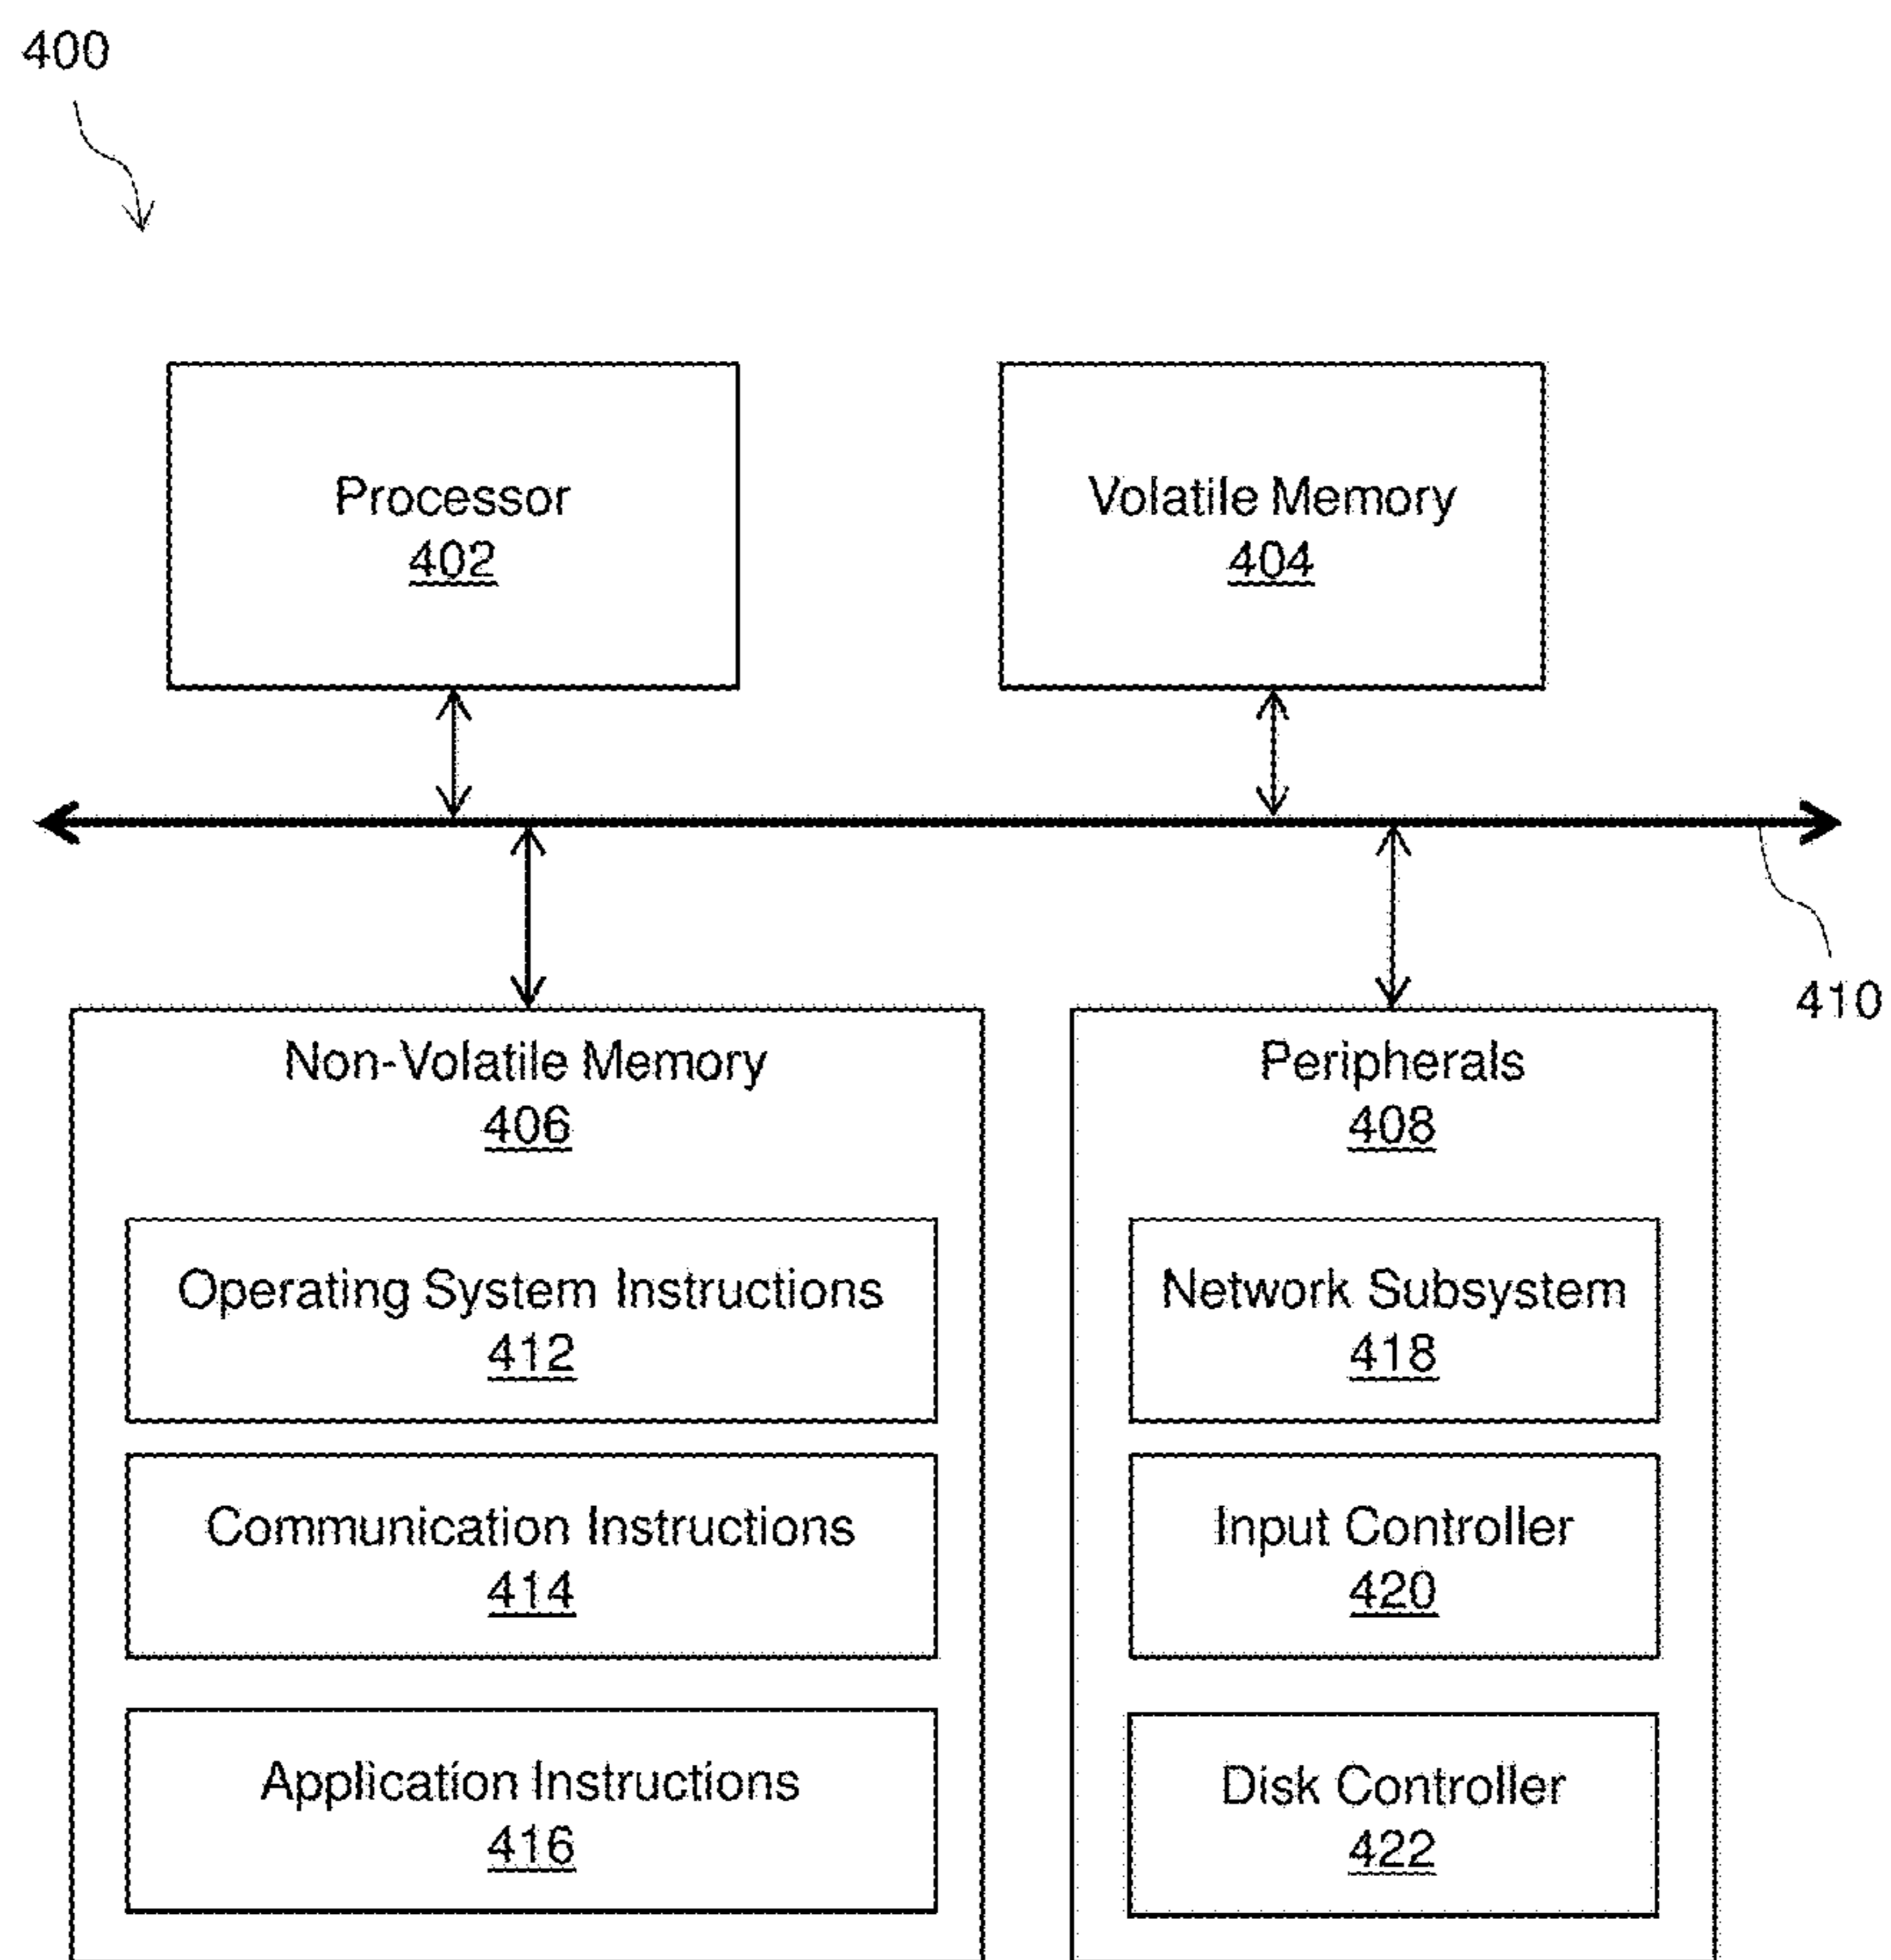 400
Processor
402
Volatile Memory
404
410
Non-Volatile Memory
406
Operating System Instructions
412
Communication Instructions
414
Application Instructions
416
Peripherals
408
Network Subsystem
418
Input Controller
420
Disk Controller
422